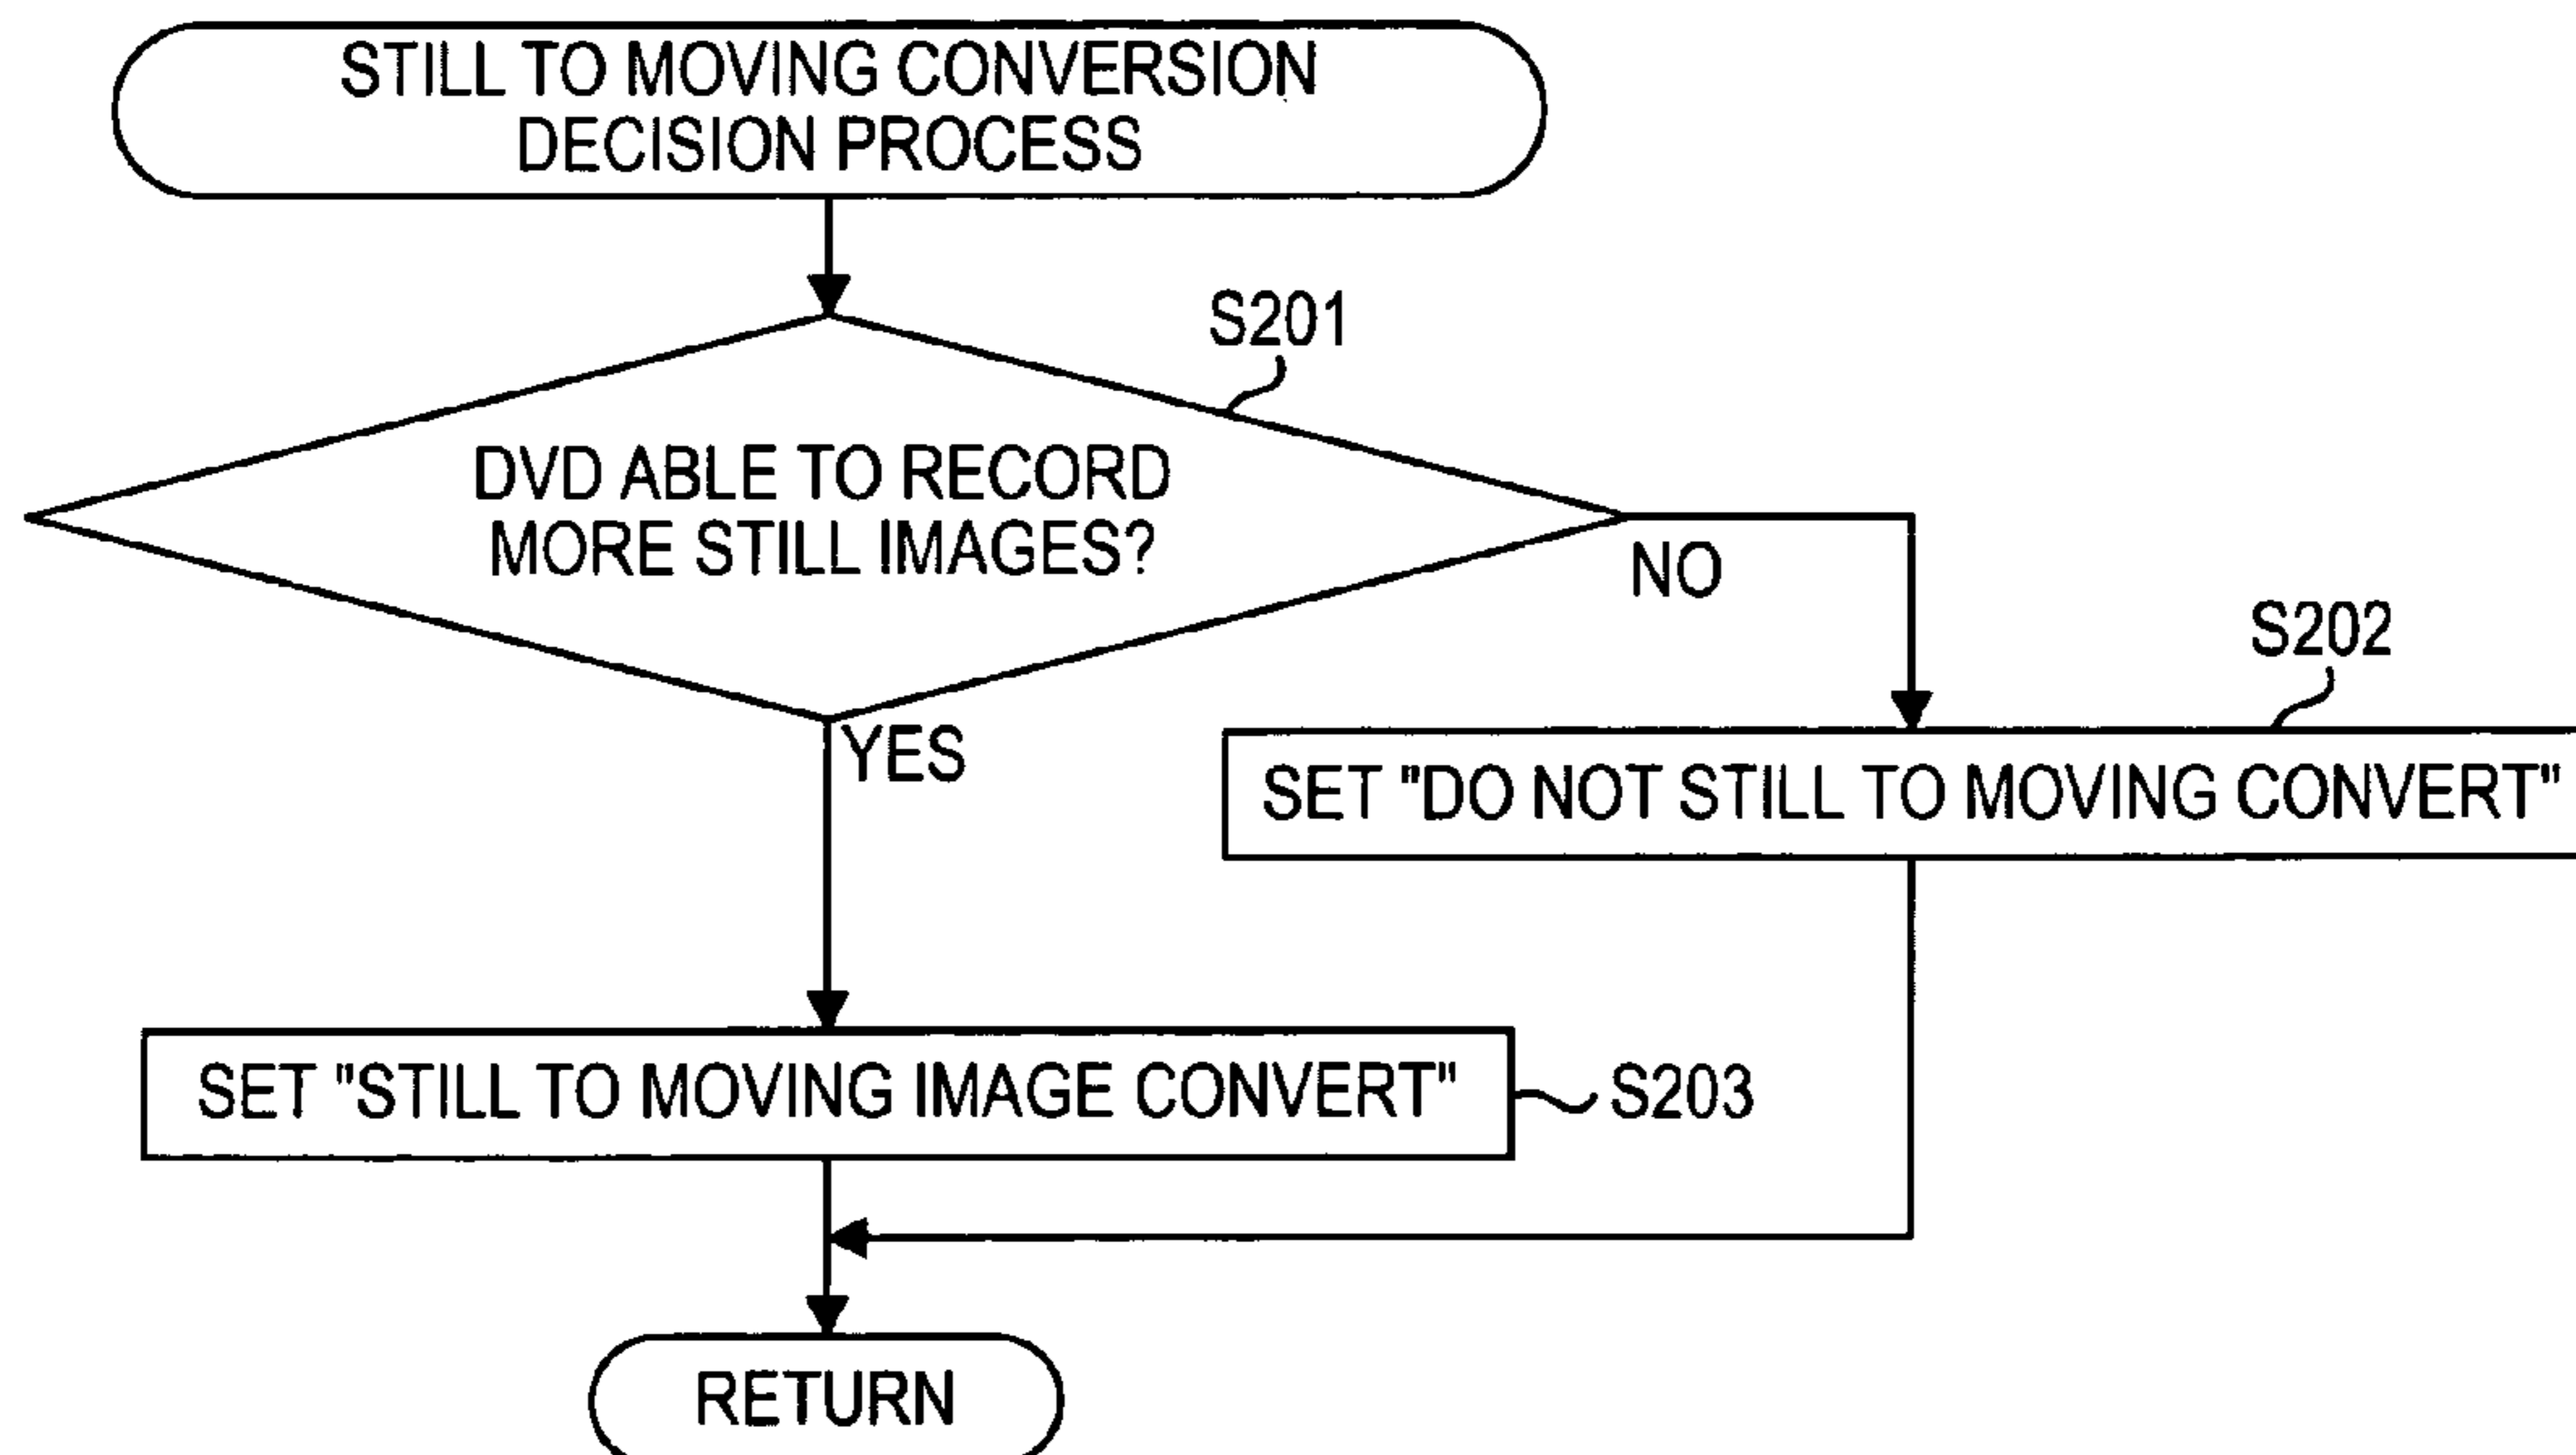 STILL TO MOVING CONVERSION
DECISION PROCESS
S201
DVD ABLE TO RECORD
MORE STILL IMAGES?
NO
S202
YES
SET "DO NOT STILL TO MOVING CONVERT"
SET "STILL TO MOVING IMAGE CONVERT"
S203
RETURN